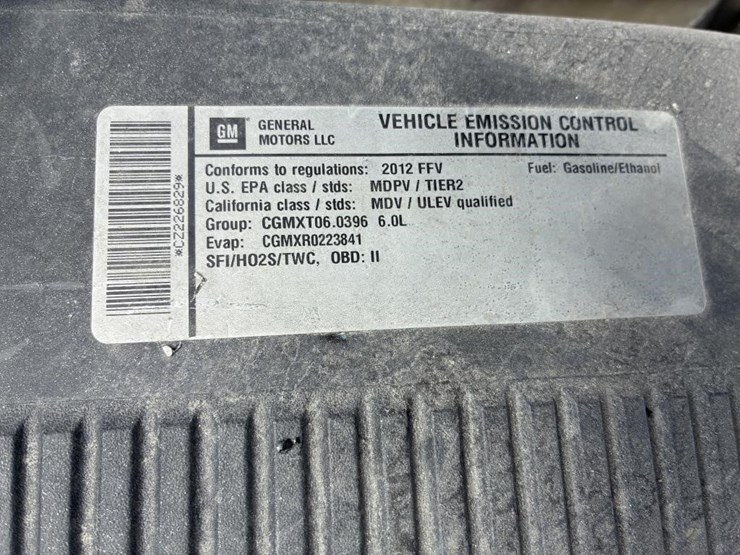 GM GENERAL MOTORS LLC
VEHICLE EMISSION CONTROL
INFORMATION
Conforms to regulations: 2012 FFV Fuel: Gasoline/Ethanol
U.S. EPA class / stds: MDPV / TIER2
California class / stds: MDV / ULEV qualified
Group: CGMXT06.0396 6.0L
Evap: CGMXR0223841
SFI/HO2S/TWC, OBD: II
*CZ226829*